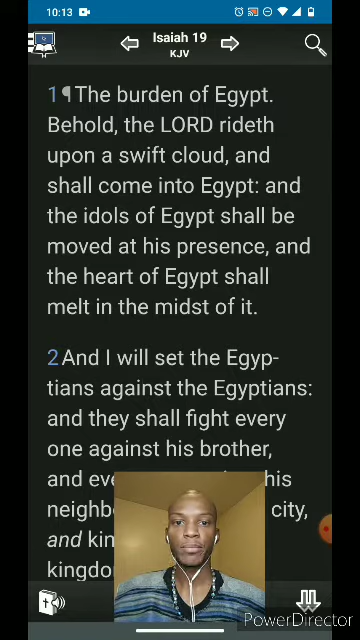 10:13
Isaiah 19
KJV
1 ¶ The burden of Egypt.
Behold, the LORD rideth
upon a swift cloud, and
shall come into Egypt: and
the idols of Egypt shall be
moved at his presence, and
the heart of Egypt shall
melt in the midst of it.
2 And I will set the Egyp-
tians against the Egyptians:
and they shall fight every
one against his brother,
and his
neighb city,
and kin
kingdom
PowerDirector